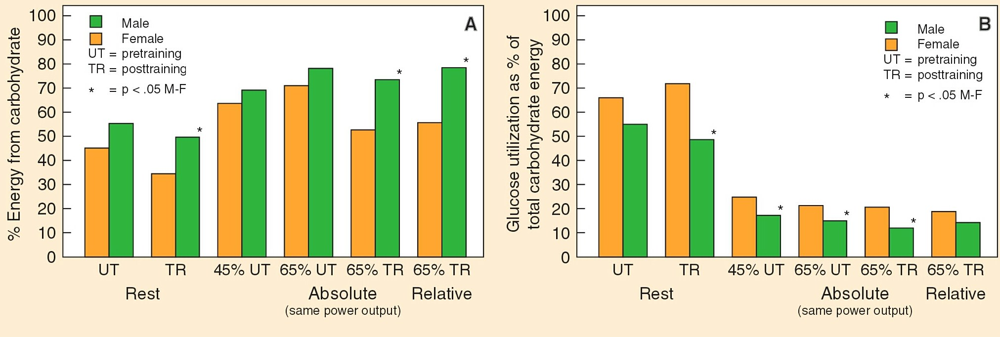 % Energy from carbohydrate
100
90
80
70
60
50
40
30
20
10
0
Male
Female
UT = pretraining
TR = posttraining
* = p < .05 M-F
A
*
*
*
UT
TR
45% UT
65% UT
65% TR
65% TR
Rest
Absolute
Relative
(same power output)
Glucose utilization as % of
total carbohydrate energy
100
90
80
70
60
50
40
30
20
10
0
B
Male
Female
UT = pretraining
TR = posttraining
* = p < .05 M-F
*
*
*
*
UT
TR
45% UT
65% UT
65% TR
65% TR
Rest
Absolute
Relative
(same power output)